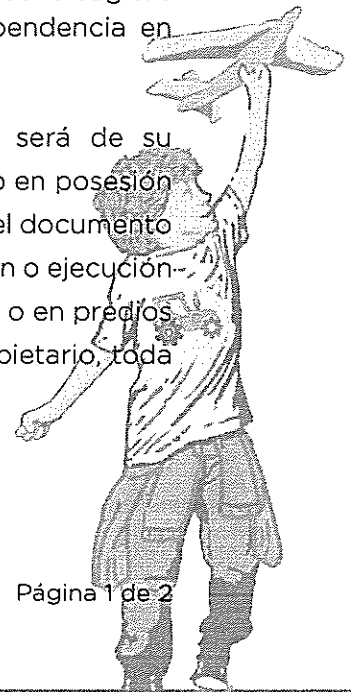 pendencia en
será de su
o en posesión
el documento
n o ejecución
o en predios
pietario, toda
Página 1 de 2